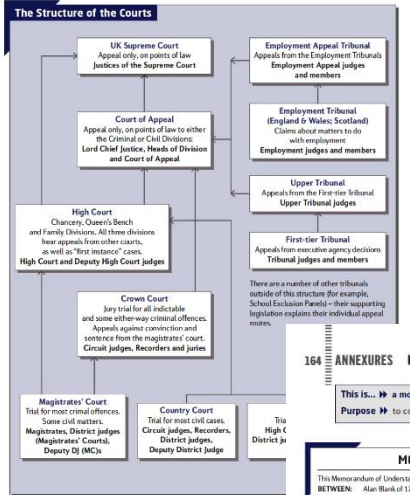 The Structure of the Courts
UK Supreme Court
Appeal only, on points of law
Justices of the Supreme Court
Employment Appeal Tribunal
Appeals from the Employment Tribunals
Employment Appeal judges
and members
Court of Appeal
Appeal only, on points of law to either
the Criminal or Civil Divisions:
Lord Chief Justice, Heads of Division
and Court of Appeal
Employment Tribunal
(England & Wales; Scotland)
Claims about matters to do
with employment
Employment judges and members
Upper Tribunal
Appeals from the First-tier Tribunal
Upper Tribunal judges
High Court
Chancery, Queen's Bench
and Family Divisions. All three divisions
hear appeals from other courts,
as well as "first instance" cases.
High Court and Deputy High Court judges
First-tier Tribunal
Appeals from executive agency decisions
Tribunal judges and members
Crown Court
Jury trial for all indictable
and some either-way criminal offences.
Appeals against conviction and
sentence from the magistrates' court.
Circuit judges, Recorders and juries
There are a number of other tribunals
outside of this structure (for example,
School Exclusion Panels) – their supporting
legislation explains their individual appeal
routes.
Magistrates' Court
Trial for most crimal offences.
Some civil matters.
Magistrates, District judges
(Magistrates' Courts),
Deputy DJ (MC)s
Country Court
Trial for most civil cases.
Circuit judges, Recorders,
District judges,
Deputy District Judge
Tria
High C
District ju
164 ANNEXURES
This is... a mo
Purpose to co
MO
This Memorandum of Understa
BETWEEN: Alan Blank of 12